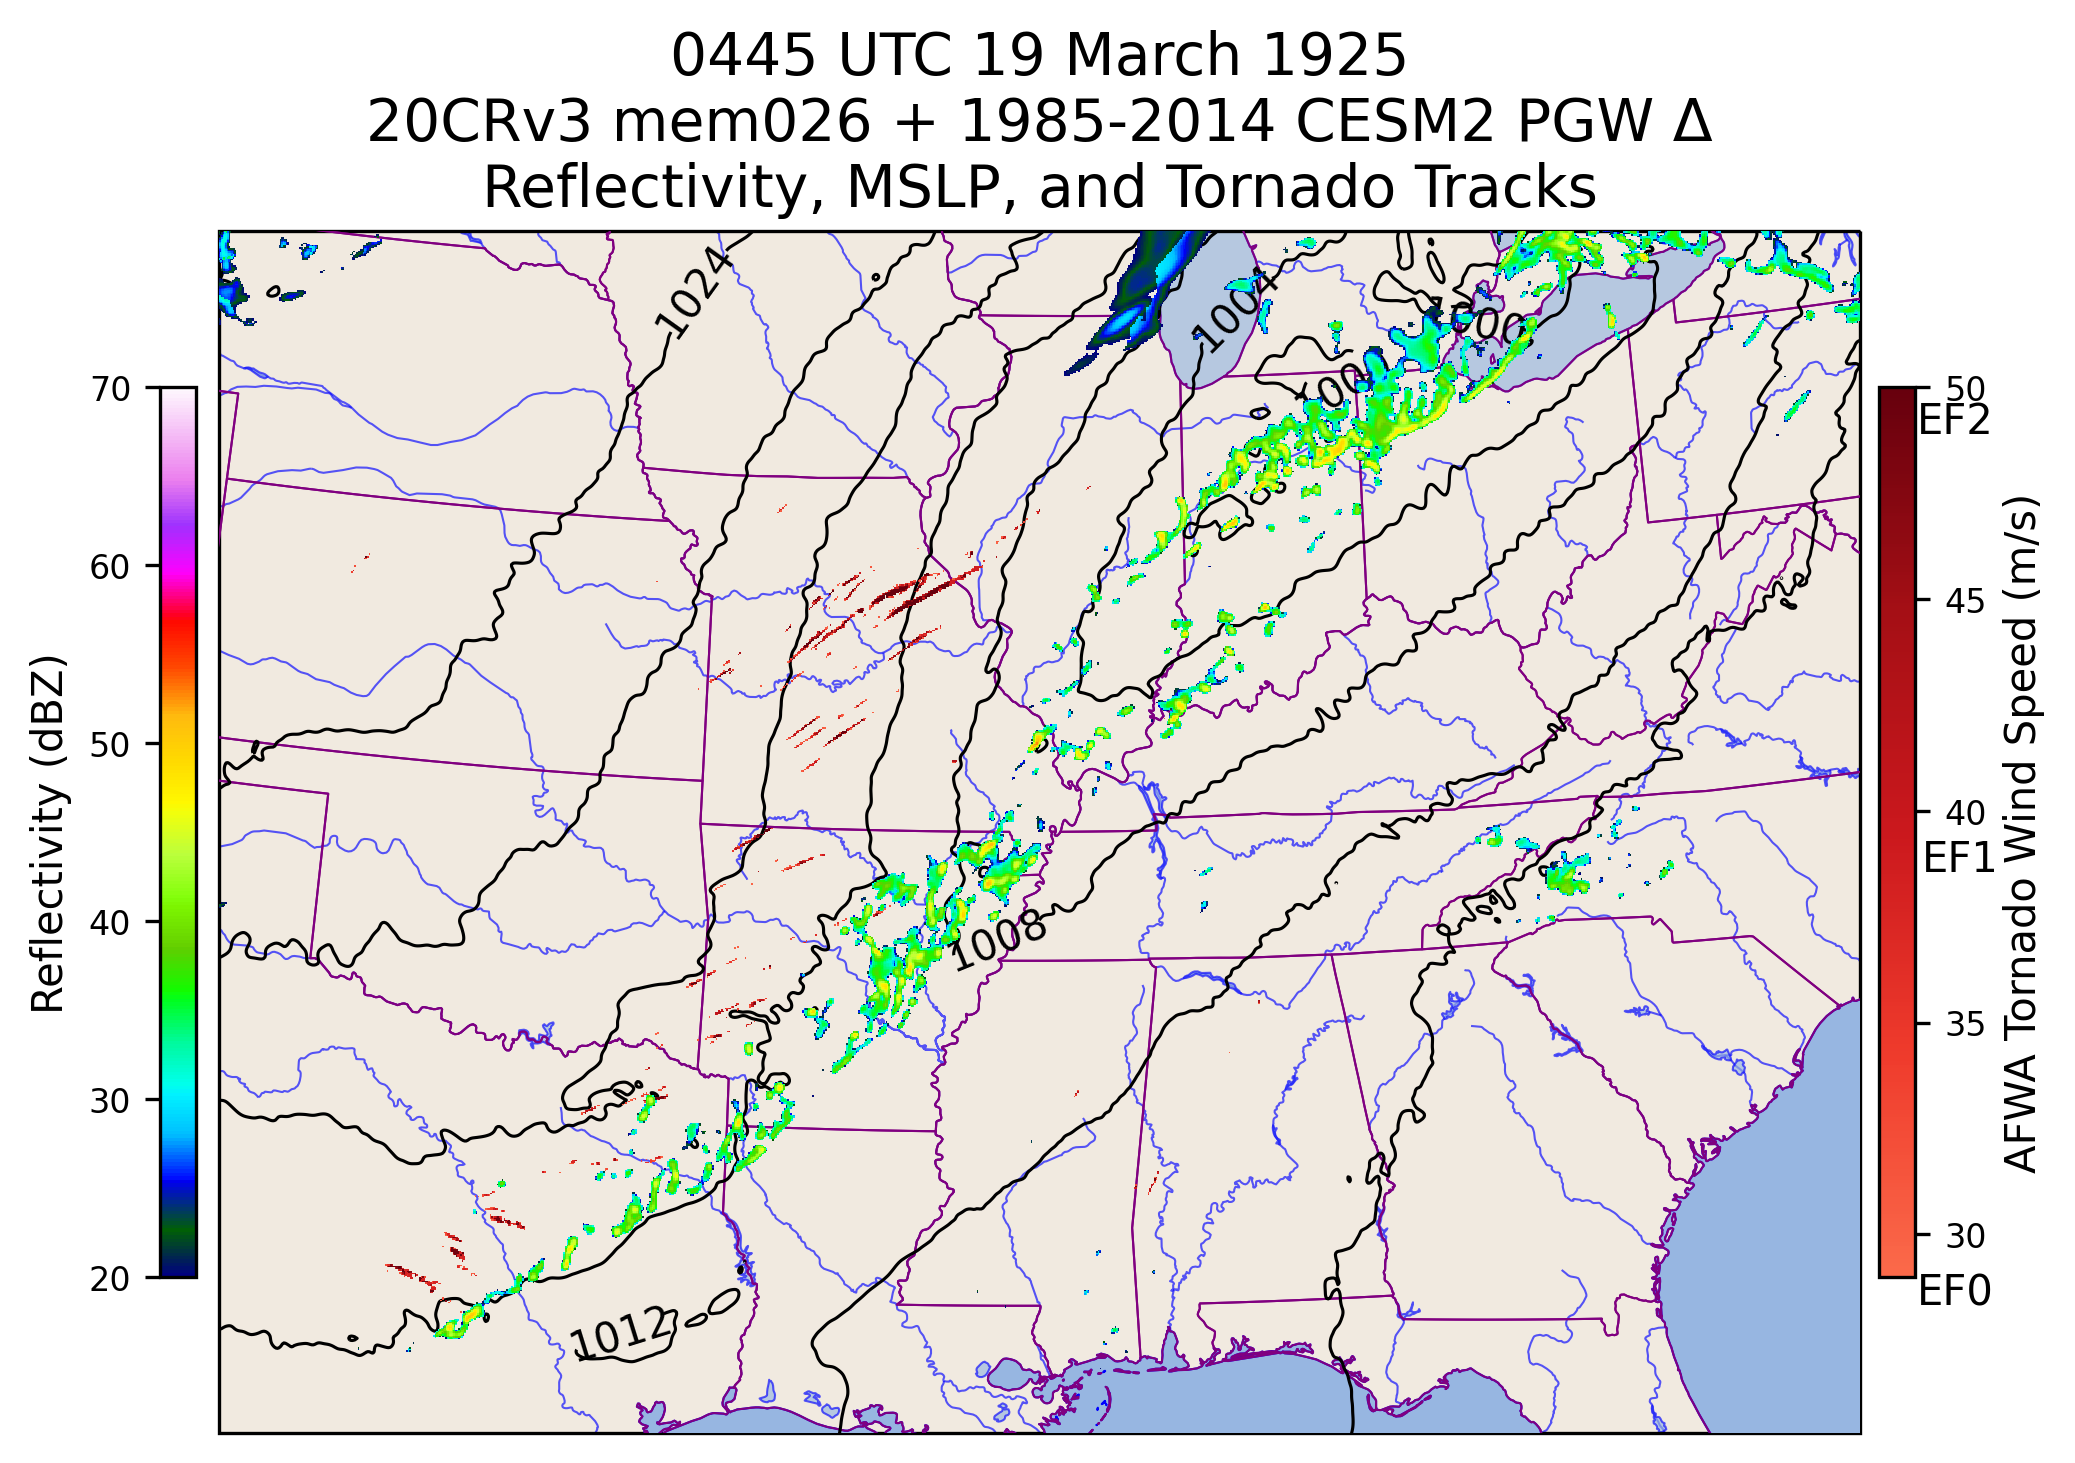 0445 UTC 19 March 1925
20CRv3 mem026 + 1985-2014 CESM2 PGW Δ
Reflectivity, MSLP, and Tornado Tracks
Reflectivity (dBZ)
70
60
50
40
30
20
1024
1004
1000
1012
1008
50
EF2
45
40
EF1
35
30
EF0
AFWA Tornado Wind Speed (m/s)